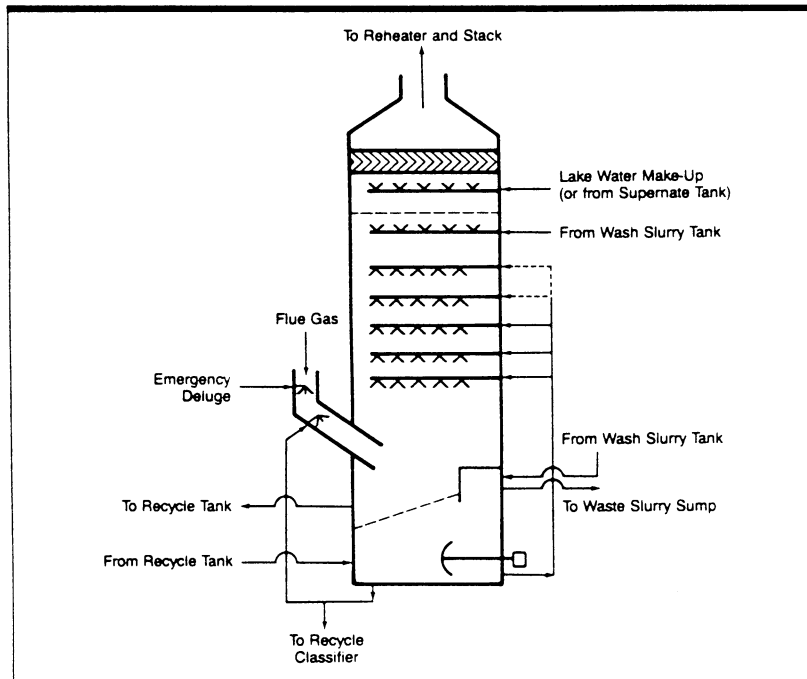 To Reheater and Stack
Lake Water Make-Up
(or from Supernate Tank)
From Wash Slurry Tank
Flue Gas
Emergency
Deluge
From Wash Slurry Tank
To Recycle Tank
To Waste Slurry Sump
From Recycle Tank
To Recycle
Classifier